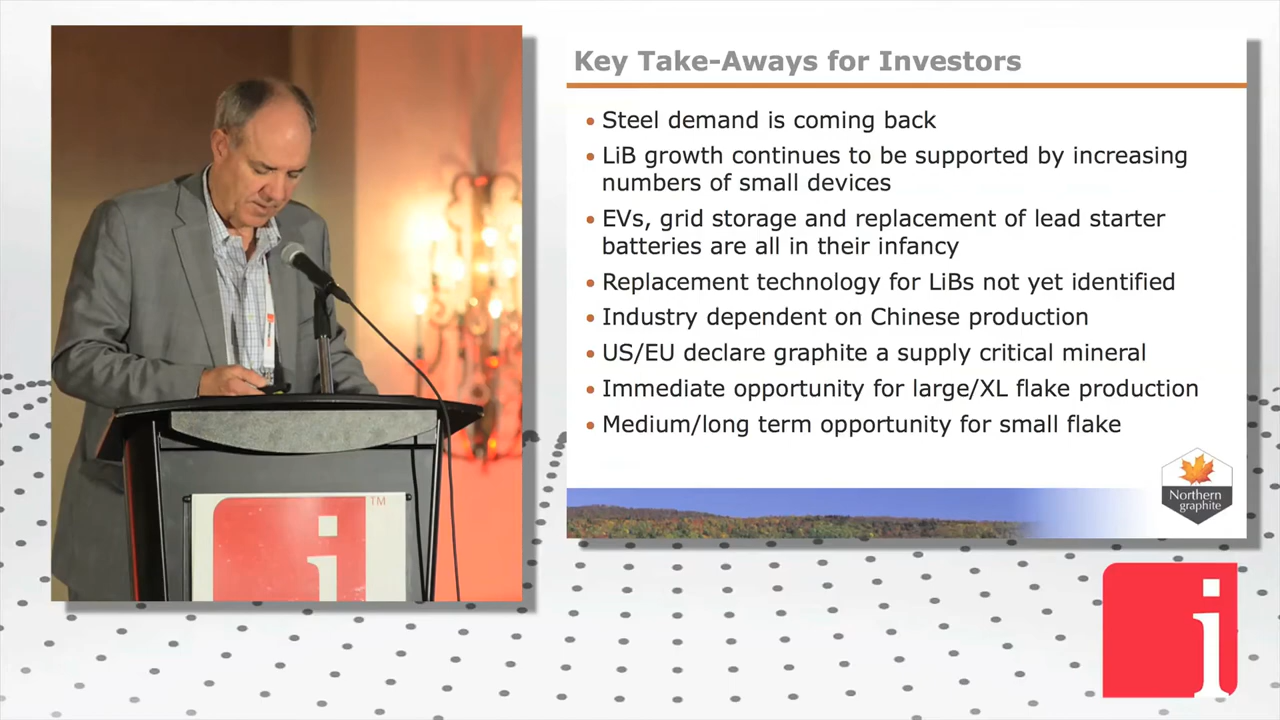 Key Take-Aways for Investors
• Steel demand is coming back
• LiB growth continues to be supported by increasing
numbers of small devices
• EVs, grid storage and replacement of lead starter
batteries are all in their infancy
• Replacement technology for LiBs not yet identified
• Industry dependent on Chinese production
• US/EU declare graphite a supply critical mineral
• Immediate opportunity for large/XL flake production
• Medium/long term opportunity for small flake
Northern
graphite
i
TM
i